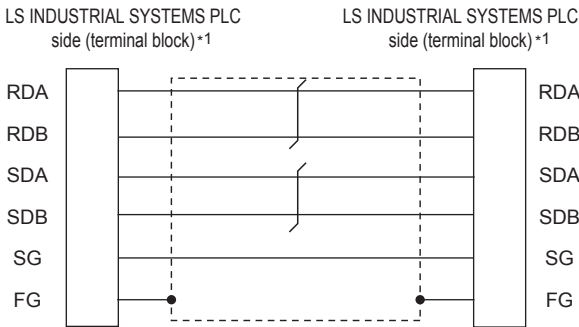 LS INDUSTRIAL SYSTEMS PLC
side (terminal block) *1
LS INDUSTRIAL SYSTEMS PLC
side (terminal block) *1
RDA
RDA
RDB
RDB
SDA
SDA
SDB
SDB
SG
SG
FG
FG